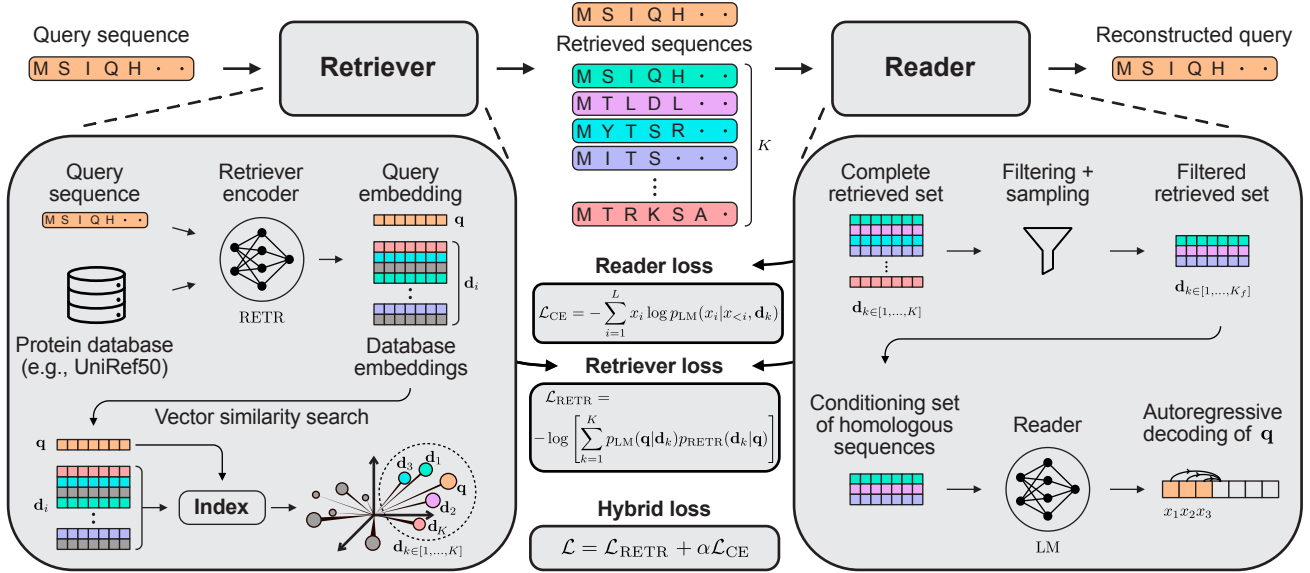 Query sequence
M S I Q H · ·
Retriever
M S I Q H · ·
Retrieved sequences
M S I Q H · ·
M T L D L · ·
M Y T S R · ·
M I T S · · ·
⋮
M T R K S A ·
K
Reader
Reconstructed query
M S I Q H · ·
Query
sequence
M S I Q H · ·
Retriever
encoder
RETR
Query
embedding
q
d_i
⋮
Protein database
(e.g., UniRef50)
Database
embeddings
Vector similarity search
q
d_i
⋮
Index
d_3
d_1
q
d_2
d_K
d_{k∈[1,...,K]}
Reader loss
ℒ_CE = − ∑_{i=1}^{L} x_i log p_LM(x_i|x_{<i}, d_k)
Retriever loss
ℒ_RETR =
− log [ ∑_{k=1}^{K} p_LM(q|d_k) p_RETR(d_k|q) ]
Hybrid loss
ℒ = ℒ_RETR + αℒ_CE
Complete
retrieved set
⋮
d_{k∈[1,...,K]}
Filtering +
sampling
Filtered
retrieved set
d_{k∈[1,...,K_f]}
Conditioning set
of homologous
sequences
Reader
LM
Autoregressive
decoding of q
x_1 x_2 x_3